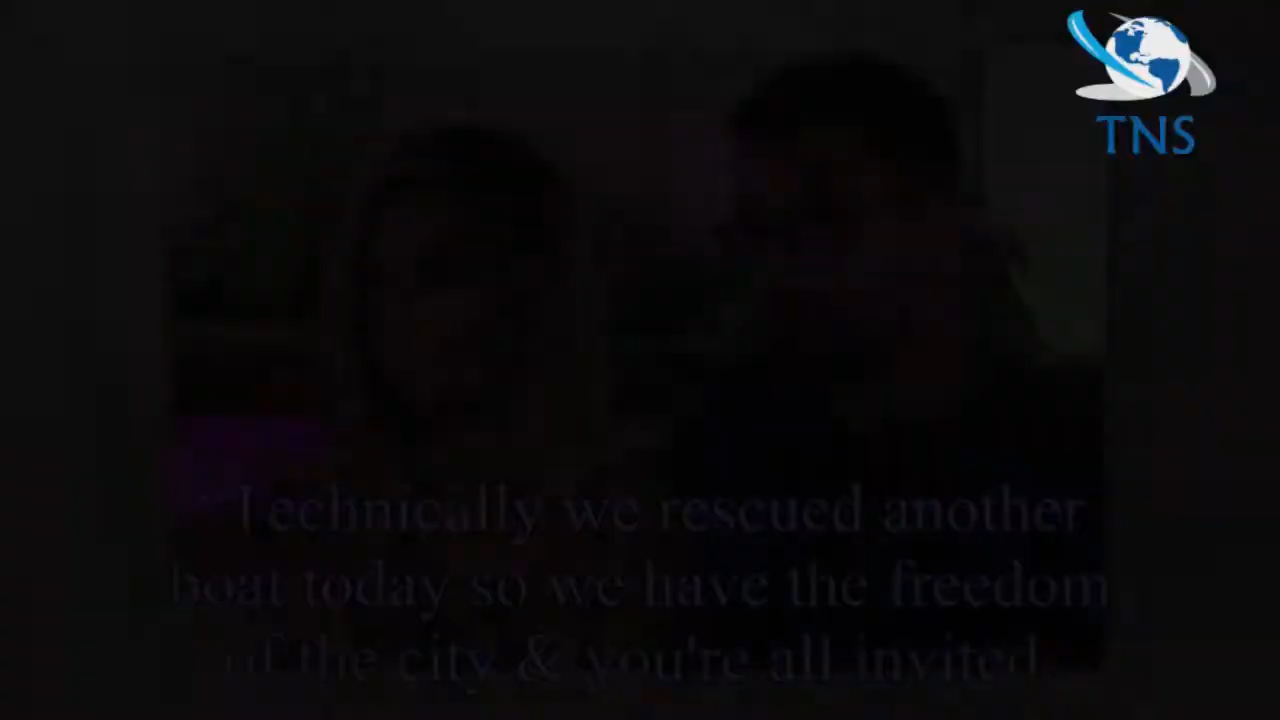 TNS
"Technically we rescued another
boat today so we have the freedom
of the city & you're all invited